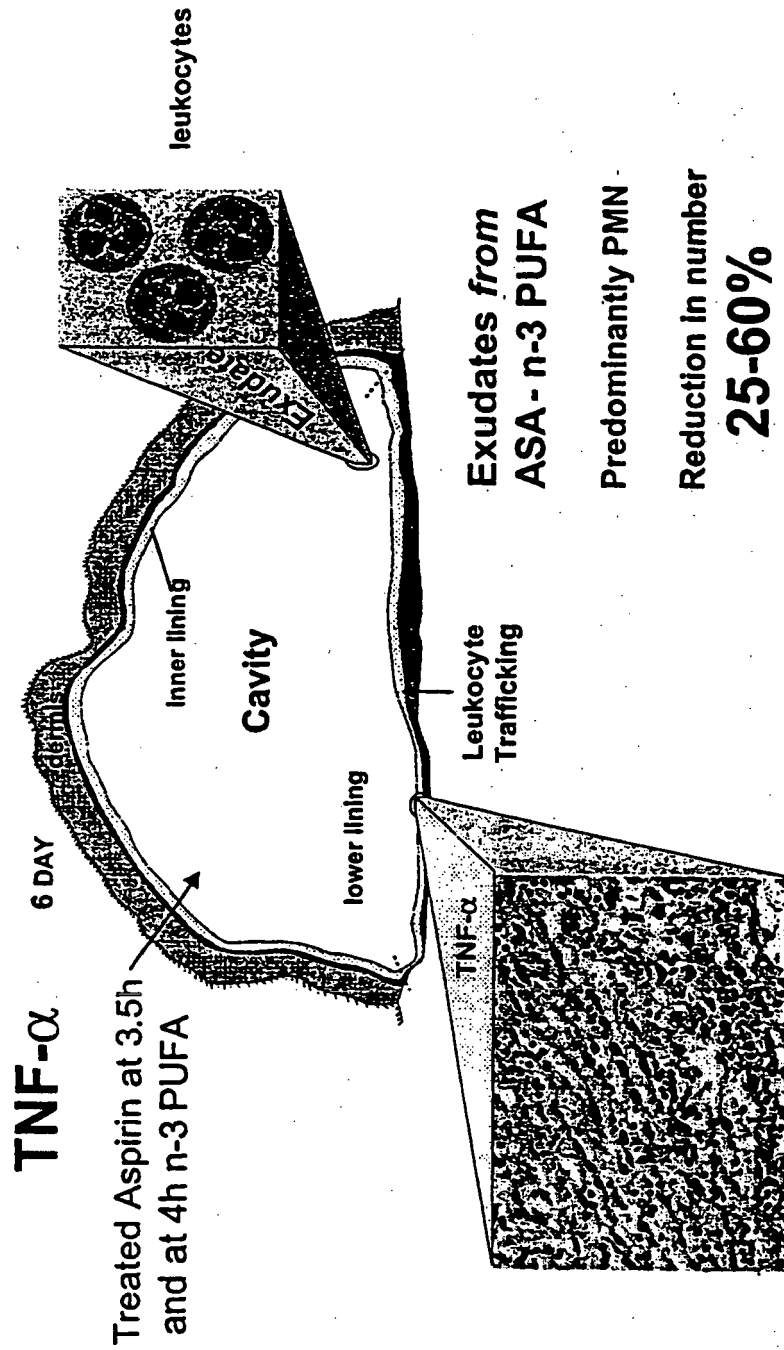 TNF-α
6 DAY
Treated Aspirin at 3.5h
and at 4h n-3 PUFA
dermis
Inner lining
Cavity
lower lining
Exudate
leukocytes
TNF-α
Leukocyte
Trafficking
Exudates from
ASA- n-3 PUFA
Predominantly PMN
Reduction in number
25-60%